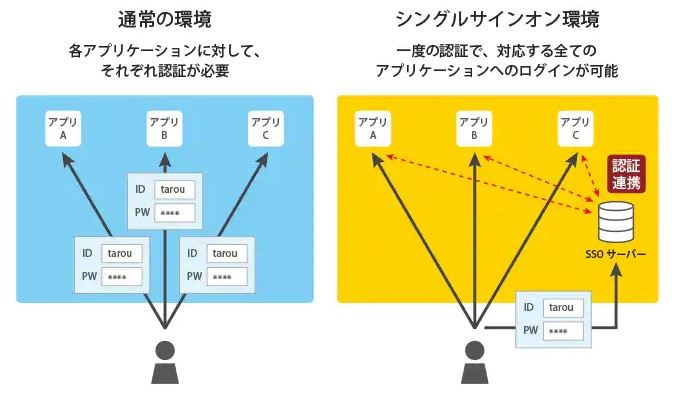 通常の環境
各アプリケーションに対して、
それぞれ認証が必要
アプリ
A
アプリ
B
アプリ
C
ID tarou
PW ****
ID tarou
PW ****
ID tarou
PW ****
シングルサインオン環境
一度の認証で、対応する全ての
アプリケーションへのログインが可能
アプリ
A
アプリ
B
アプリ
C
認証
連携
SSO サーバー
ID tarou
PW ****